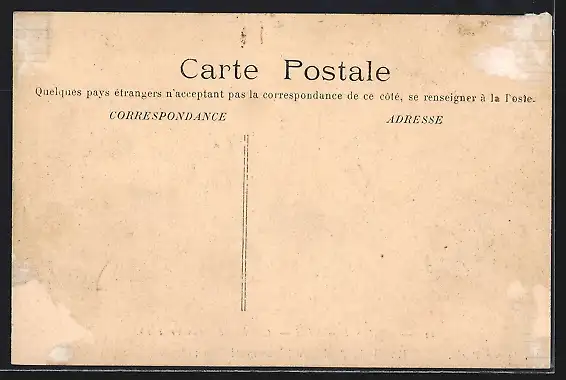 Carte Postale
Quelques pays étrangers n'acceptant pas la correspondance de ce côté, se renseigner à la Poste.
CORRESPONDANCE
ADRESSE